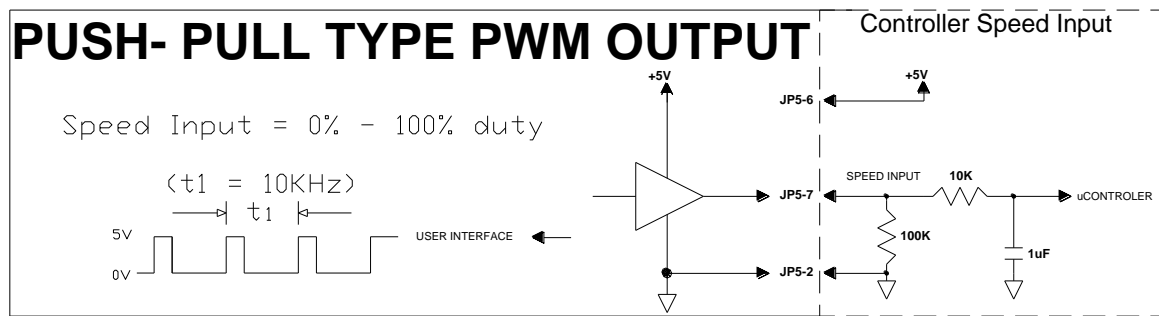 PUSH- PULL TYPE PWM OUTPUT
Controller Speed Input
+5V
+5V
JP5-6
Speed Input = 0% - 100% duty
(t1 = 10KHz)
t1
SPEED INPUT
10K
JP5-7
uCONTROLER
5V
USER INTERFACE
100K
1uF
0V
JP5-2